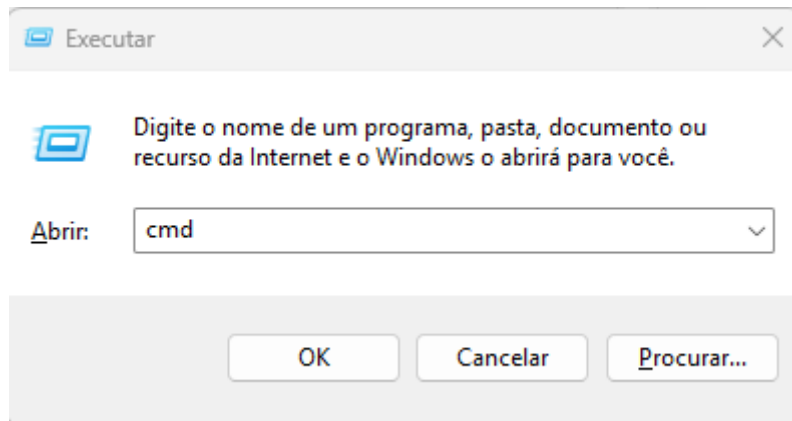 Executar
Digite o nome de um programa, pasta, documento ou
recurso da Internet e o Windows o abrirá para você.
Abrir: cmd
OK Cancelar Procurar...